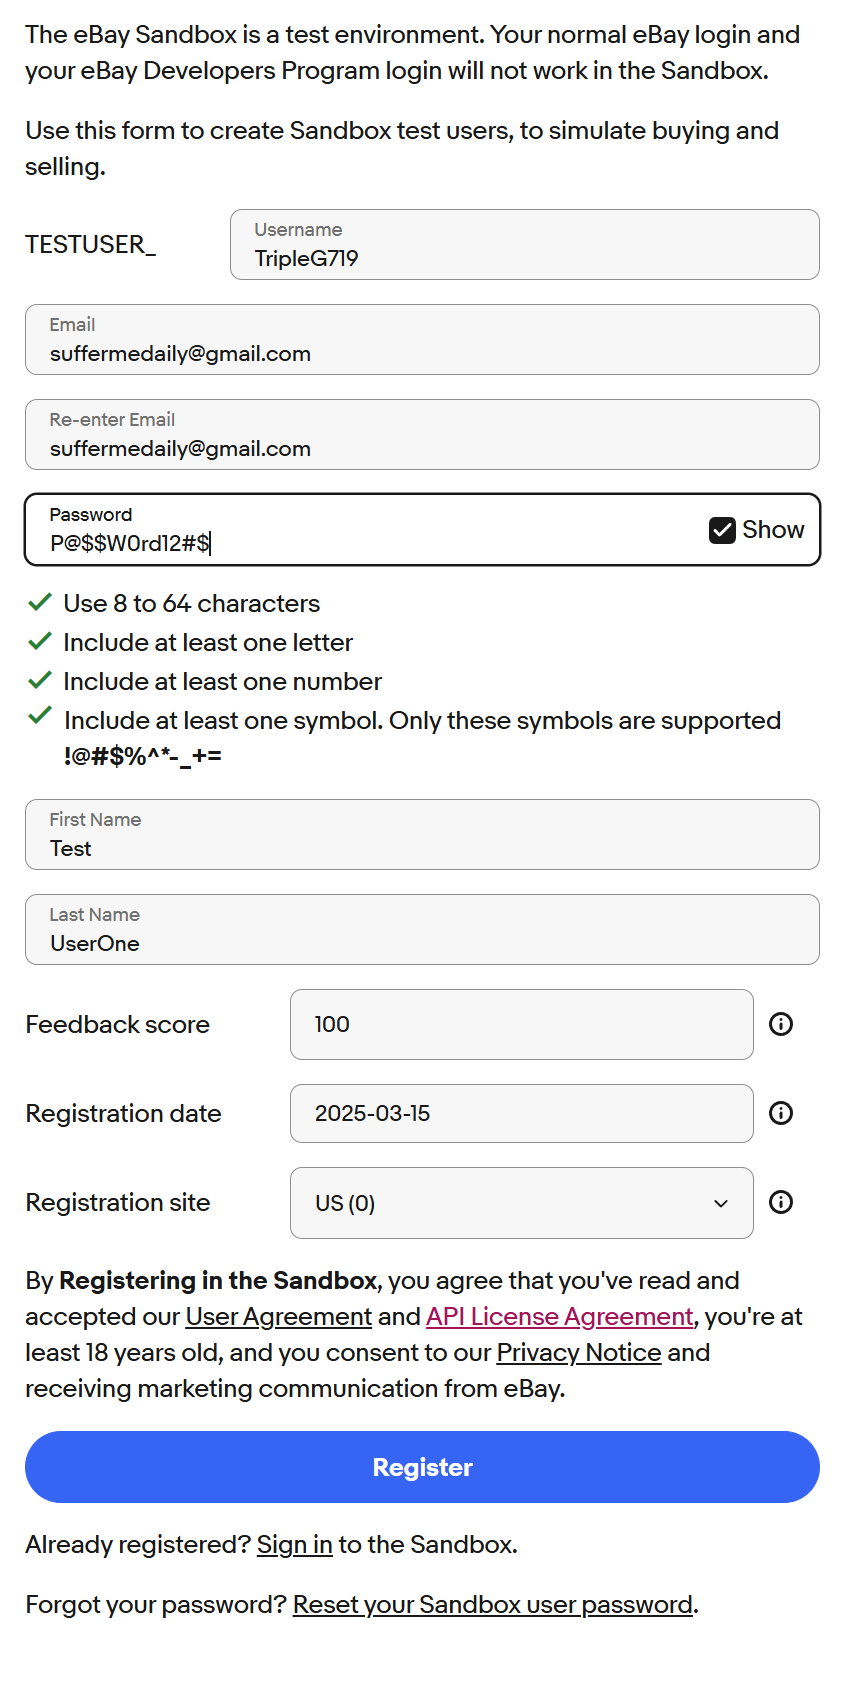 The eBay Sandbox is a test environment. Your normal eBay login and
your eBay Developers Program login will not work in the Sandbox.
Use this form to create Sandbox test users, to simulate buying and
selling.
TESTUSER_
Username
TripleG719
Email
suffermedaily@gmail.com
Re-enter Email
suffermedaily@gmail.com
Password
P@$$W0rd12#$
Show
Use 8 to 64 characters
Include at least one letter
Include at least one number
Include at least one symbol. Only these symbols are supported
!@#$%^*-_+=
First Name
Test
Last Name
UserOne
Feedback score
100
Registration date
2025-03-15
Registration site
US (0)
By Registering in the Sandbox, you agree that you've read and
accepted our User Agreement and API License Agreement, you're at
least 18 years old, and you consent to our Privacy Notice and
receiving marketing communication from eBay.
Register
Already registered? Sign in to the Sandbox.
Forgot your password? Reset your Sandbox user password.